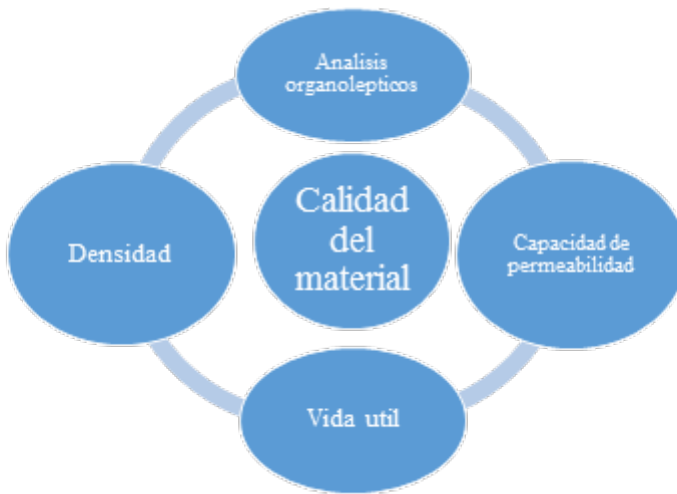 Analisis
organolepticos
Calidad
del
material
Densidad
Capacidad de
permeabilidad
Vida util